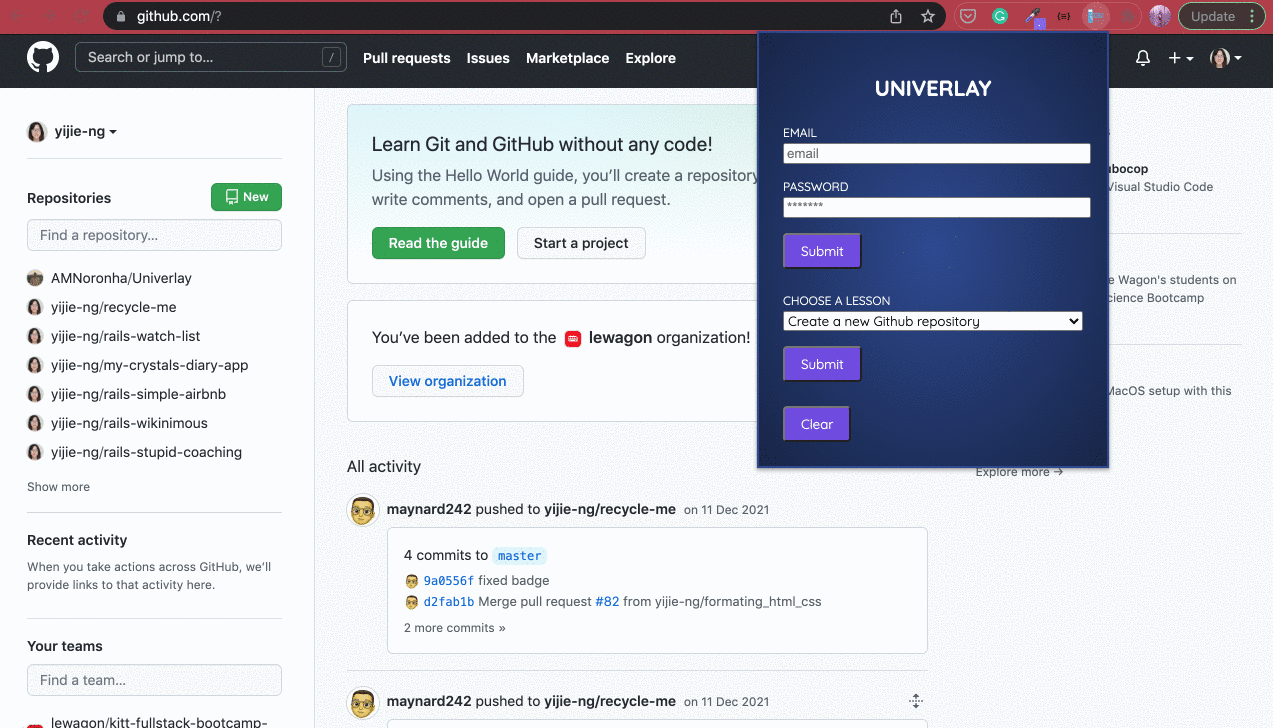 github.com/?
Update
Search or jump to...
/
Pull requests
Issues
Marketplace
Explore
yijie-ng
Repositories
New
Find a repository...
AMNoronha/Univerlay
yijie-ng/recycle-me
yijie-ng/rails-watch-list
yijie-ng/my-crystals-diary-app
yijie-ng/rails-simple-airbnb
yijie-ng/rails-wikinimous
yijie-ng/rails-stupid-coaching
Show more
Recent activity
When you take actions across GitHub, we'll
provide links to that activity here.
Your teams
Find a team...
lewagon/kitt-fullstack-bootcamp-
Learn Git and GitHub without any code!
Using the Hello World guide, you'll create a repository
write comments, and open a pull request.
Read the guide
Start a project
You've been added to the lewagon organization!
View organization
All activity
maynard242 pushed to yijie-ng/recycle-me on 11 Dec 2021
4 commits to master
9a0556f fixed badge
d2fab1b Merge pull request #82 from yijie-ng/formating_html_css
2 more commits »
maynard242 pushed to yijie-ng/recycle-me on 11 Dec 2021
UNIVERLAY
EMAIL
email
PASSWORD
*******
Submit
CHOOSE A LESSON
Create a new Github repository
Submit
Clear
ubocop
Visual Studio Code
e Wagon's students on
cience Bootcamp
MacOS setup with this
Explore more →